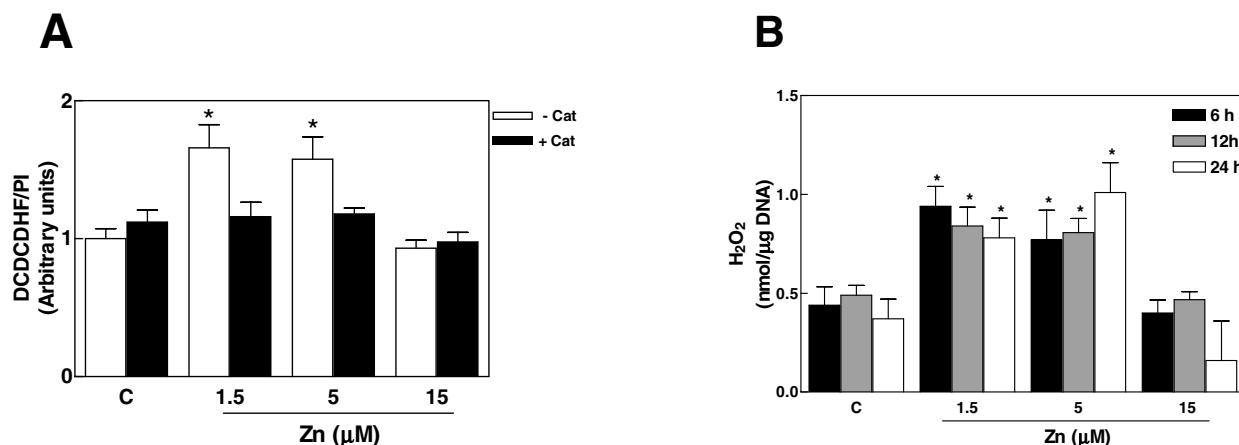 A
2
1
0
DCDCDHF/PI
(Arbitrary units)
*
*
- Cat
+ Cat
C
1.5
5
15
Zn (μM)
B
1.5
1.0
0.5
0.0
H₂O₂
(nmol/μg DNA)
* * *
* * *
6 h
12h
24 h
C
1.5
5
15
Zn (μM)